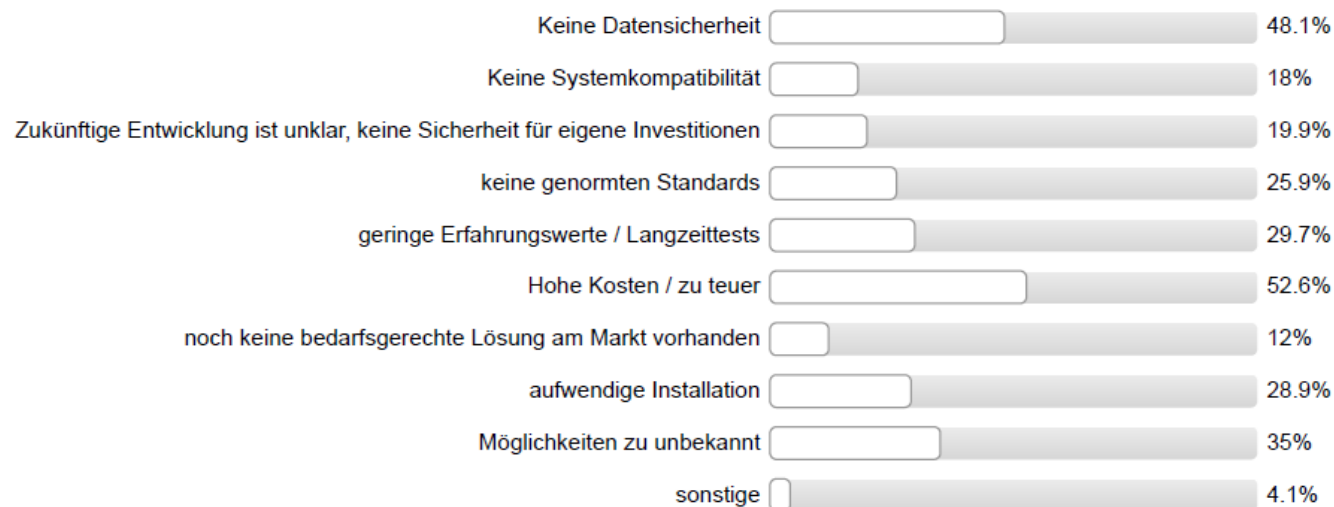 Keine Datensicherheit 48.1%
Keine Systemkompatibilität 18%
Zukünftige Entwicklung ist unklar, keine Sicherheit für eigene Investitionen 19.9%
keine genormten Standards 25.9%
geringe Erfahrungswerte / Langzeittests 29.7%
Hohe Kosten / zu teuer 52.6%
noch keine bedarfsgerechte Lösung am Markt vorhanden 12%
aufwendige Installation 28.9%
Möglichkeiten zu unbekannt 35%
sonstige 4.1%